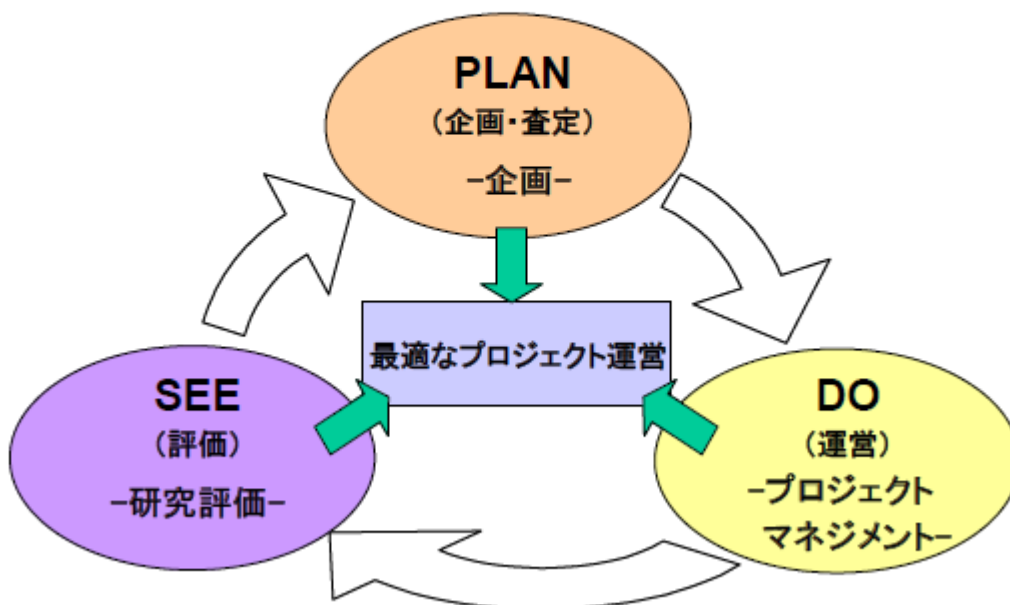 PLAN
（企画・査定）
−企画−
最適なプロジェクト運営
SEE
（評価）
−研究評価−
DO
（運営）
−プロジェクト
マネジメント−